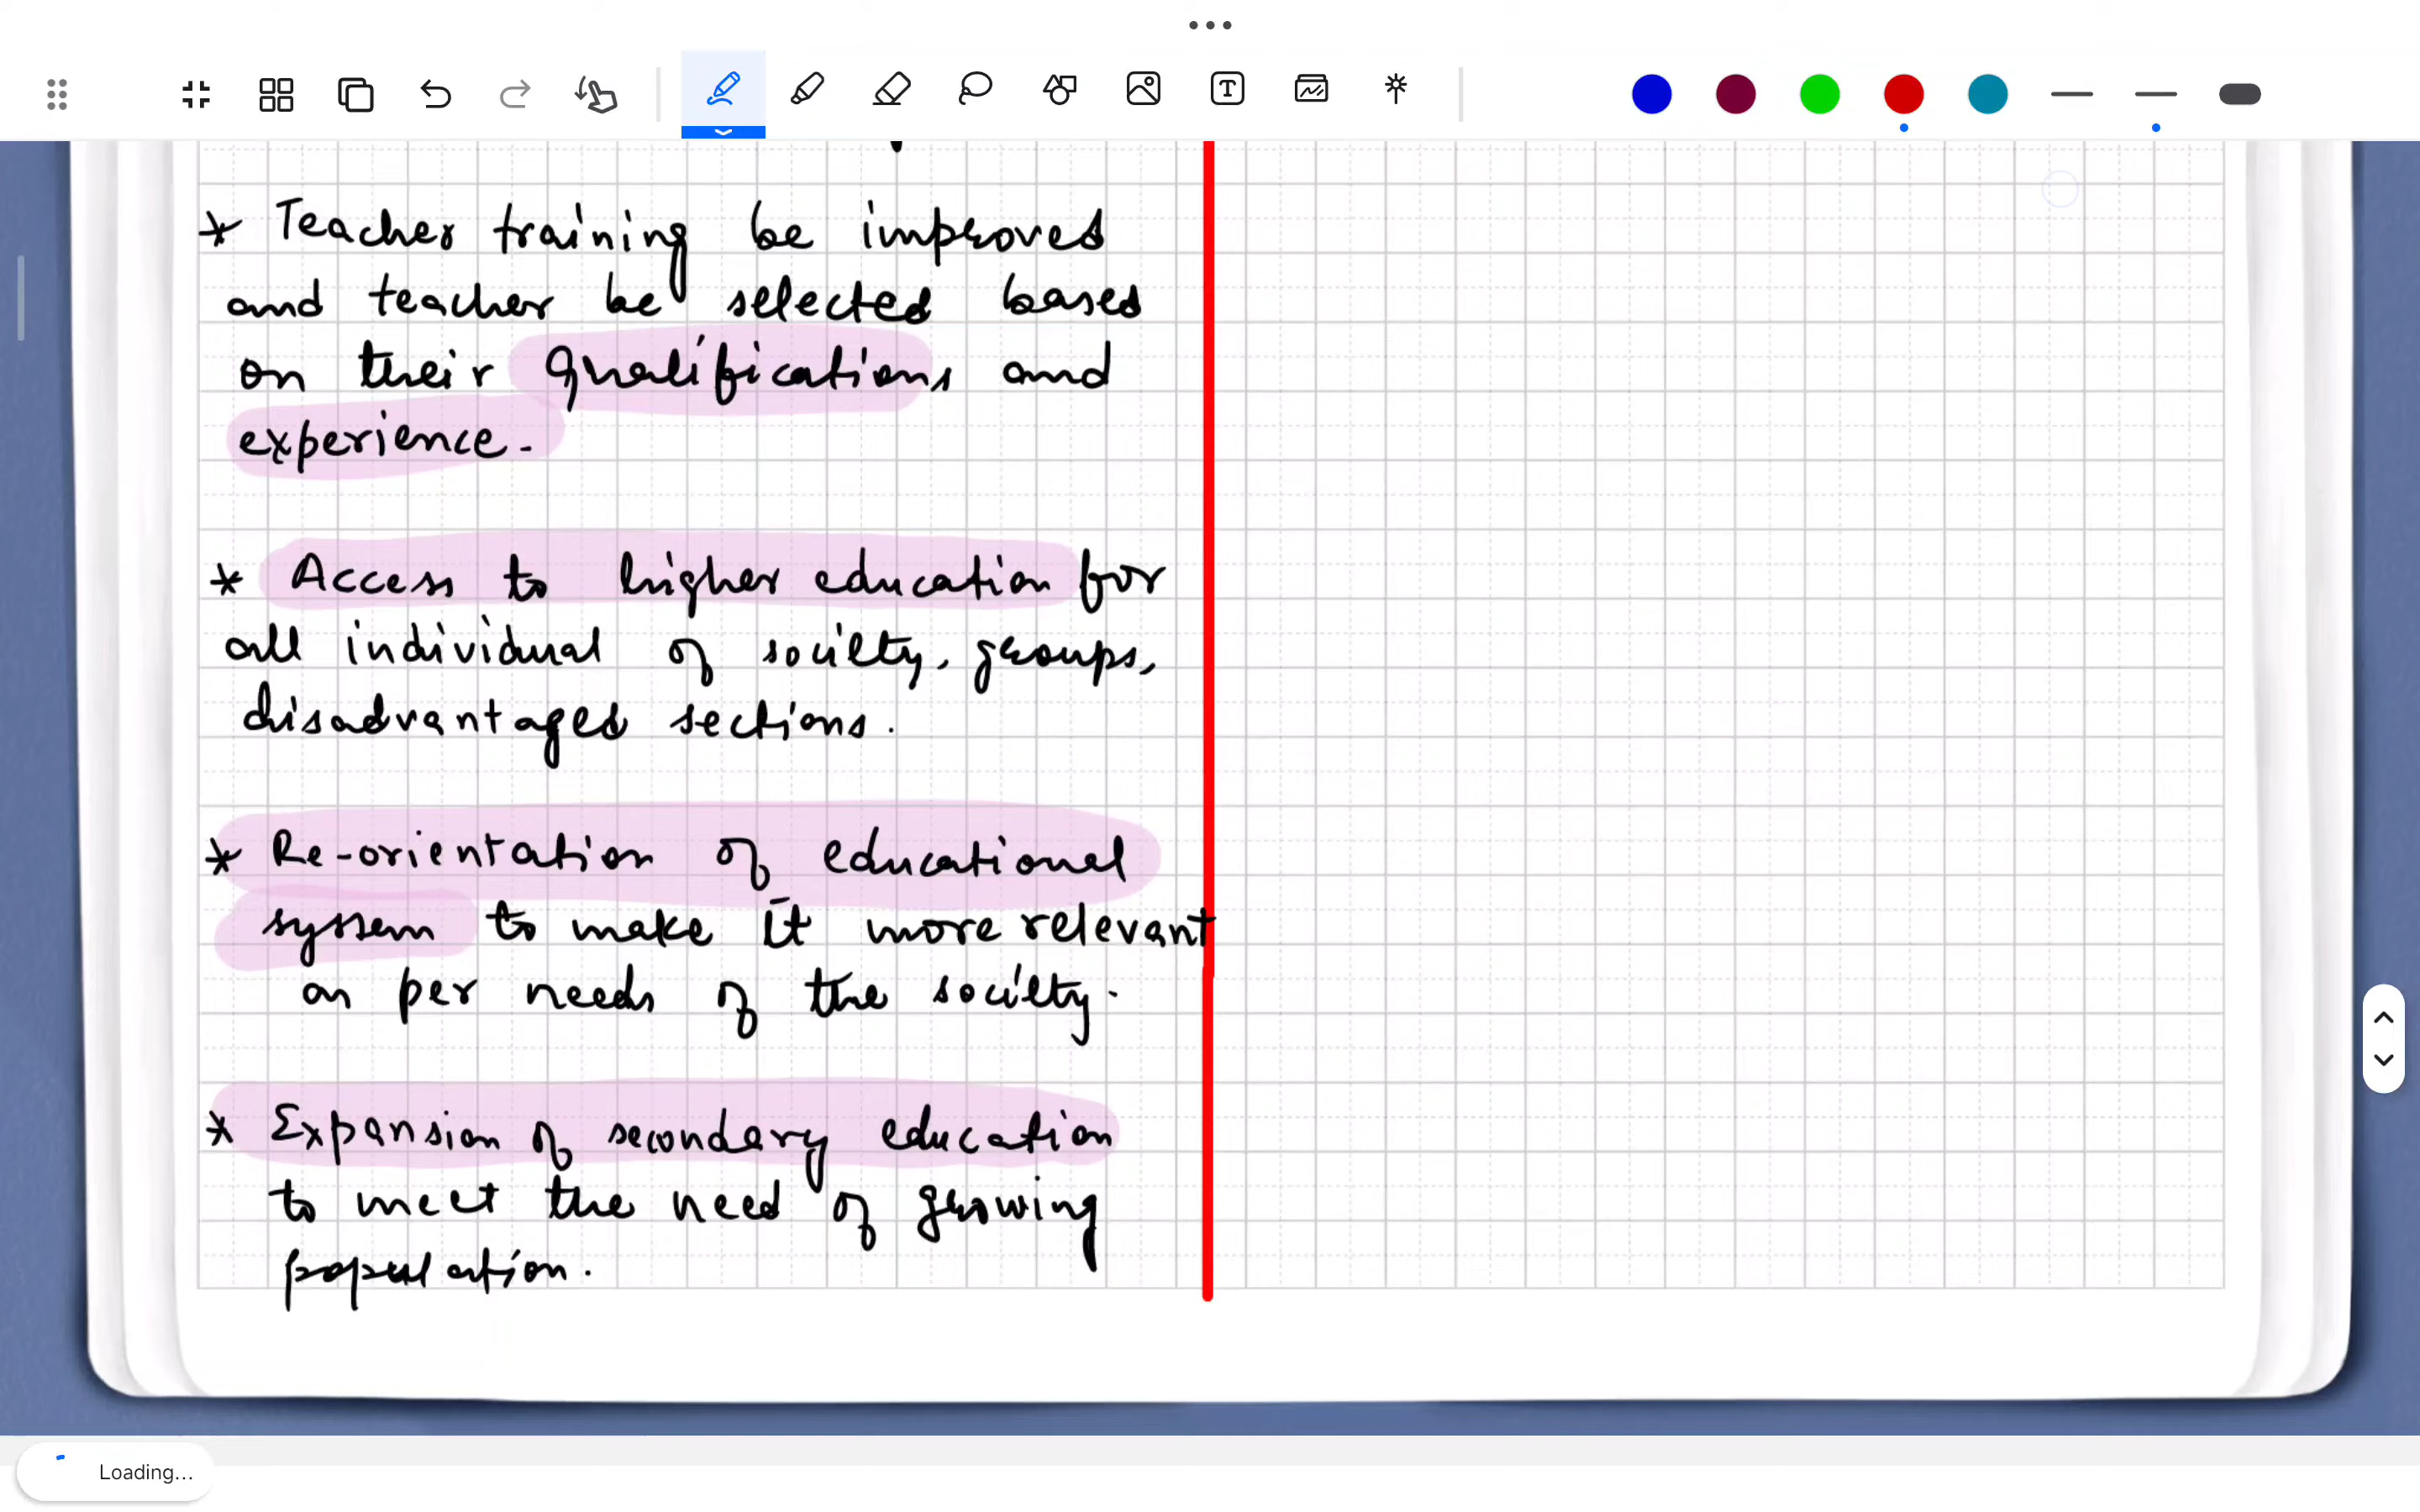 * Teacher training be improved
and teacher be selected based
on their qualifications and
experience.
* Access to higher education for
all individual of society, groups,
disadvantaged sections.
* Re-orientation of educational
system to make it more relevant
as per needs of the society.
* Expansion of secondary education
to meet the need of growing
population.
Loading...